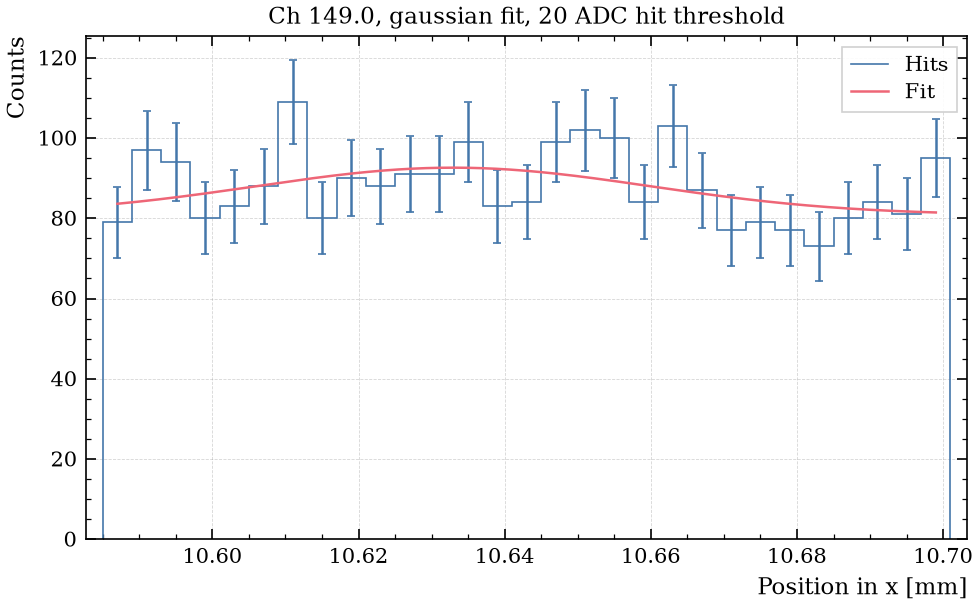 Ch 149.0, gaussian fit, 20 ADC hit threshold
Counts
120
100
80
60
40
20
0
Hits
Fit
10.60 10.62 10.64 10.66 10.68 10.70
Position in x [mm]